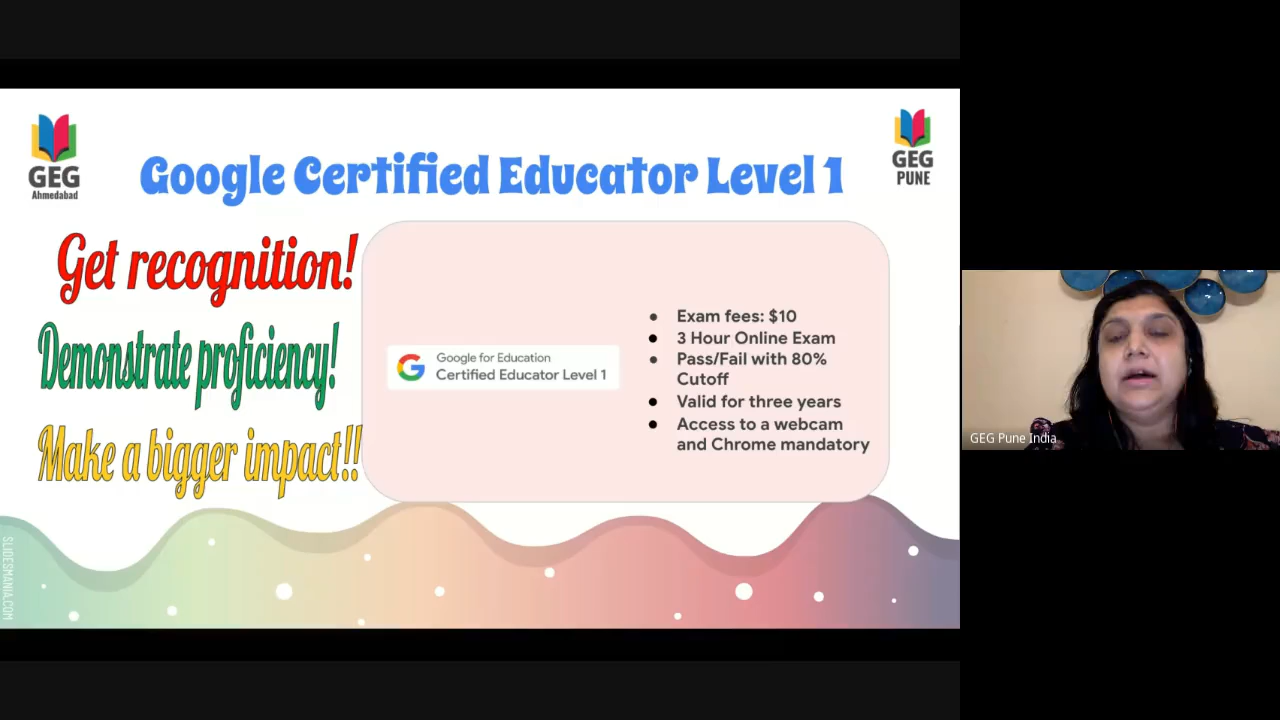 GEG
Ahmedabad
Google Certified Educator Level 1
GEG
PUNE
Get recognition!
Demonstrate proficiency!
Make a bigger impact!!
Google for Education
Certified Educator Level 1
● Exam fees: $10
● 3 Hour Online Exam
● Pass/Fail with 80%
Cutoff
● Valid for three years
● Access to a webcam
and Chrome mandatory
GEG Pune India
SLIDESMANIA.COM